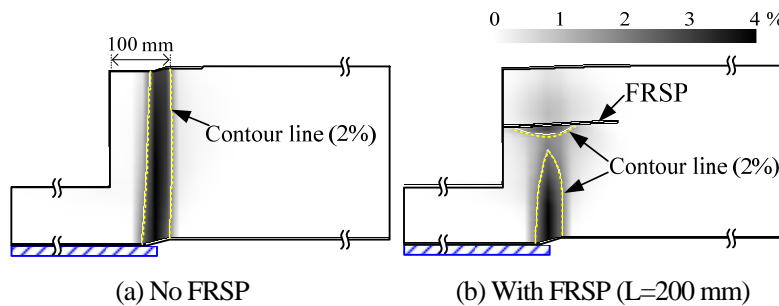 0 1 2 3 4 %
100 mm
FRSP
Contour line (2%)
Contour line (2%)
(a) No FRSP
(b) With FRSP (L=200 mm)